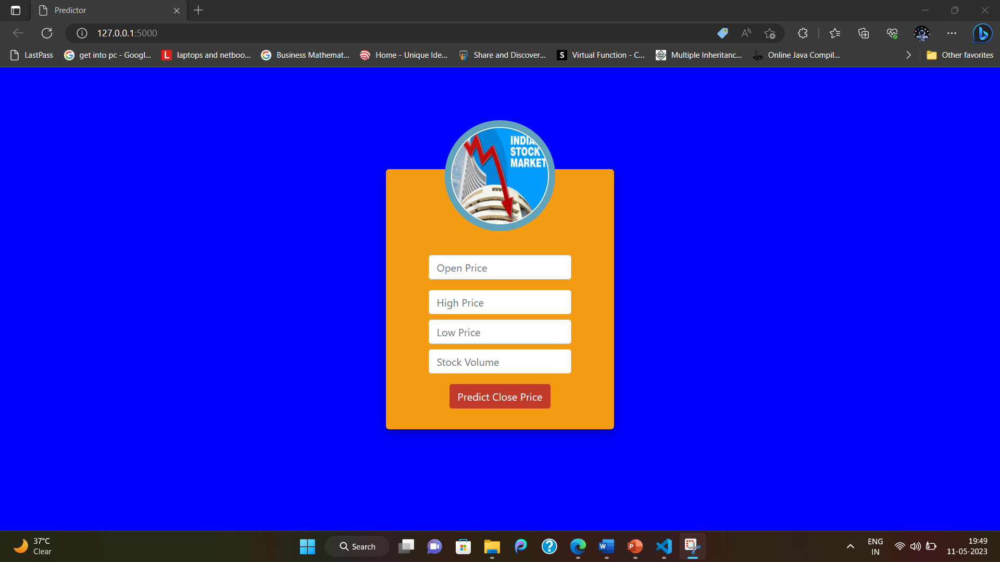 Predictor
127.0.0.1:5000
LastPass
get into pc - Googl...
laptops and netboo...
Business Mathemat...
Home - Unique Ide...
Share and Discover...
Virtual Function - C...
Multiple Inheritanc...
Online Java Compil...
Other favorites
INDIA
STOCK
MARKET
Open Price
High Price
Low Price
Stock Volume
Predict Close Price
37°C
Clear
Search
ENG
IN
19:49
11-05-2023